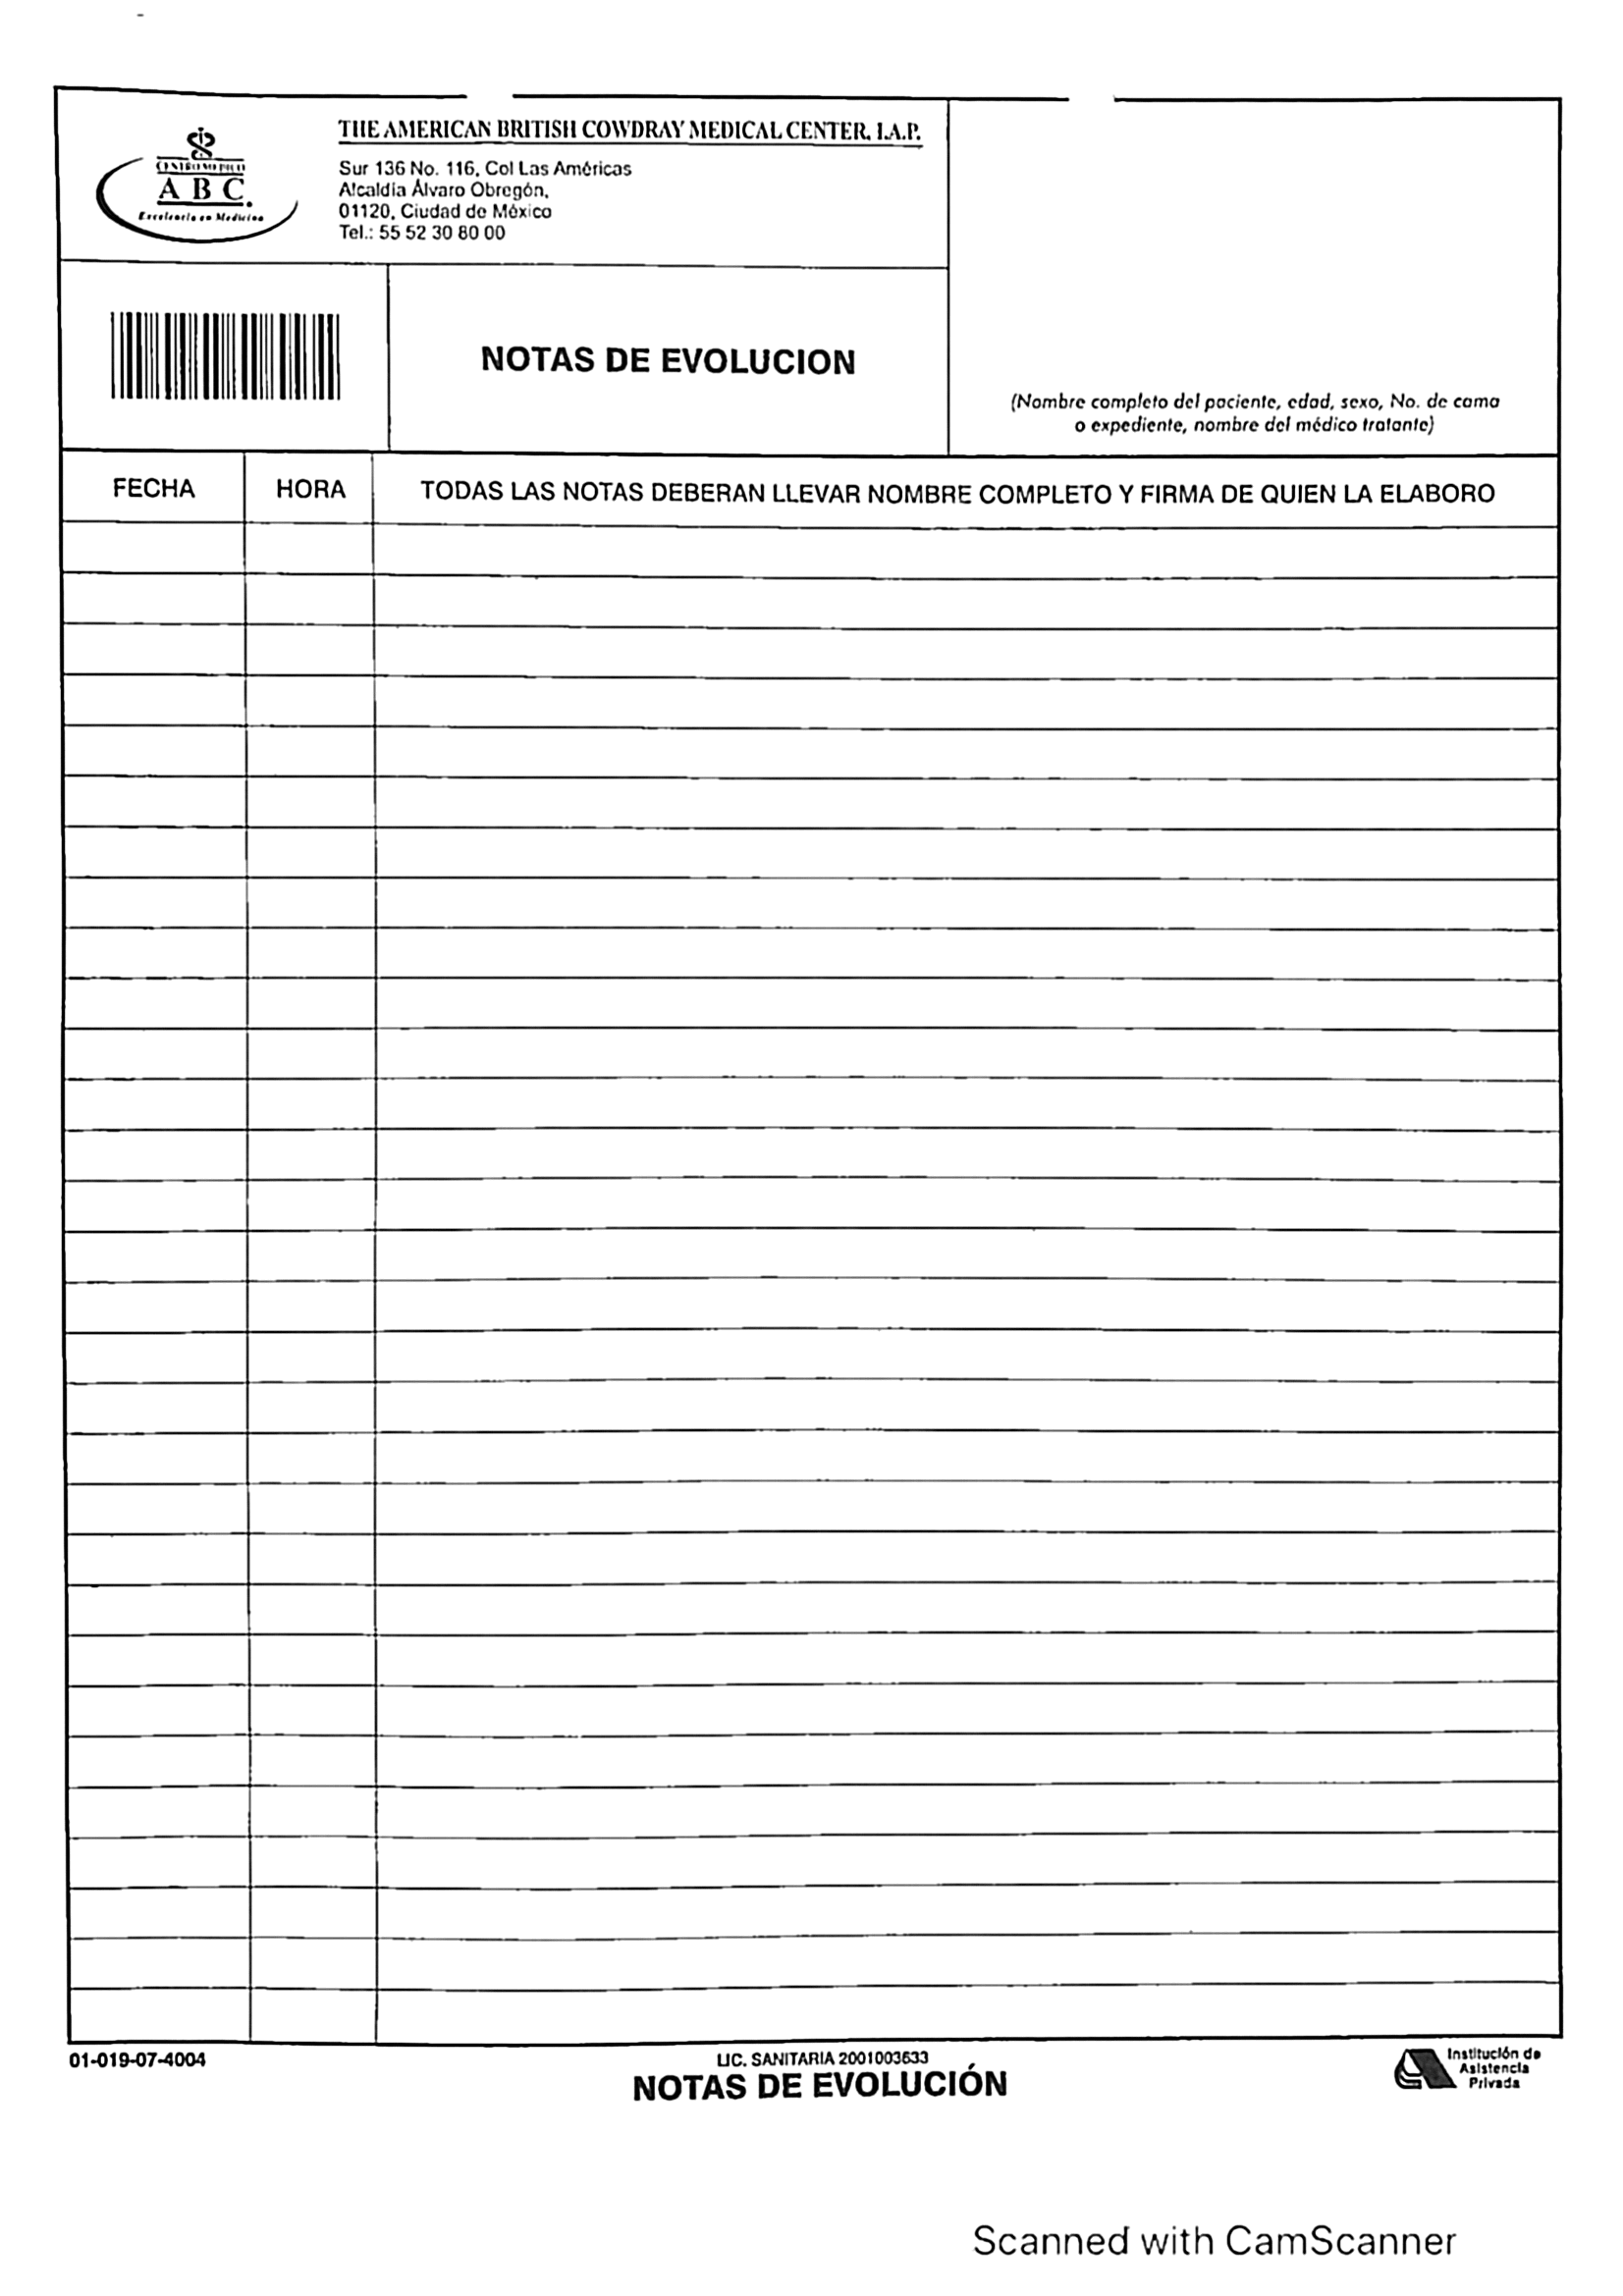 THE AMERICAN BRITISH COWDRAY MEDICAL CENTER, I.A.P.
Sur 136 No. 116, Col Las Américas
Alcaldía Álvaro Obregón,
01120, Ciudad de México
Tel.: 55 52 30 80 00
CENTRO MEDICO
A B C.
Excelencia en Medicina
NOTAS DE EVOLUCION
(Nombre completo del paciente, edad, sexo, No. de cama
o expediente, nombre del médico tratante)
FECHA HORA TODAS LAS NOTAS DEBERAN LLEVAR NOMBRE COMPLETO Y FIRMA DE QUIEN LA ELABORO
01-019-07-4004
LIC. SANITARIA 2001003633
NOTAS DE EVOLUCIÓN
Institución de
Asistencia
Privada
Scanned with CamScanner